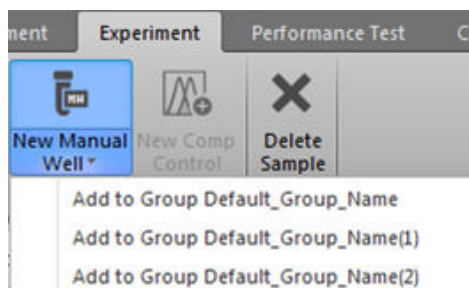 ment Experiment Performance Test C
MW
New Manual Well New Comp Control Delete Sample
Add to Group Default_Group_Name
Add to Group Default_Group_Name(1)
Add to Group Default_Group_Name(2)